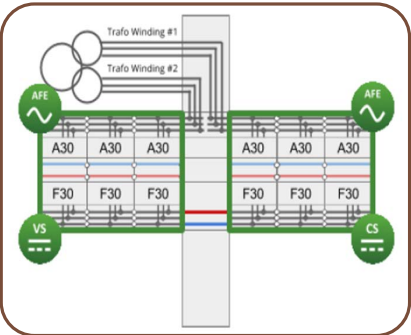 Trafo Winding #1
Trafo Winding #2
AFE
AFE
A30 A30 A30 A30 A30 A30
F30 F30 F30 F30 F30 F30
VS
CS